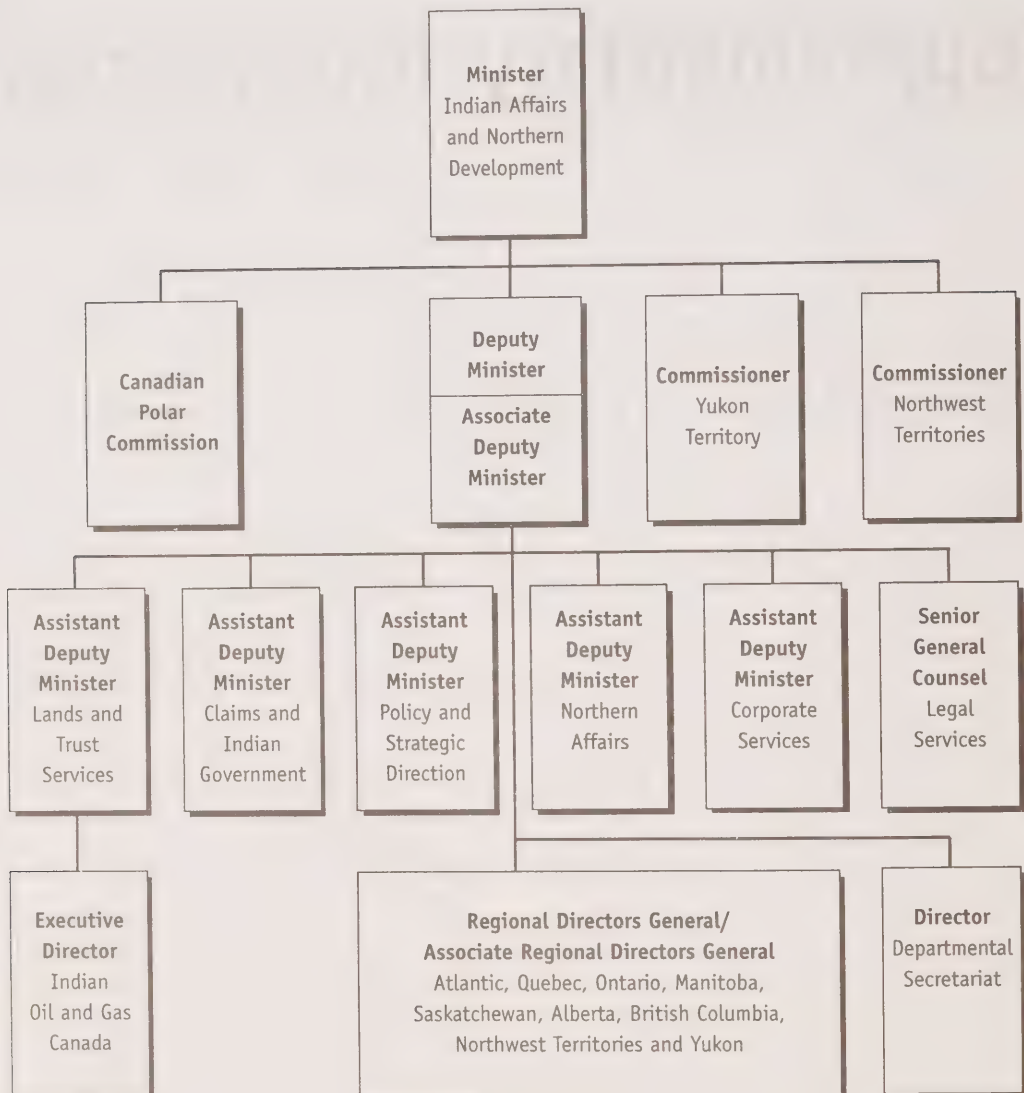 Minister
Indian Affairs
and Northern
Development
Canadian
Polar
Commission
Deputy
Minister
Associate
Deputy
Minister
Commissioner
Yukon
Territory
Commissioner
Northwest
Territories
Assistant
Deputy
Minister
Lands and
Trust
Services
Assistant
Deputy
Minister
Claims and
Indian
Government
Assistant
Deputy
Minister
Policy and
Strategic
Direction
Assistant
Deputy
Minister
Northern
Affairs
Assistant
Deputy
Minister
Corporate
Services
Senior
General
Counsel
Legal
Services
Executive
Director
Indian
Oil and Gas
Canada
Regional Directors General/
Associate Regional Directors General
Atlantic, Quebec, Ontario, Manitoba,
Saskatchewan, Alberta, British Columbia,
Northwest Territories and Yukon
Director
Departmental
Secretariat